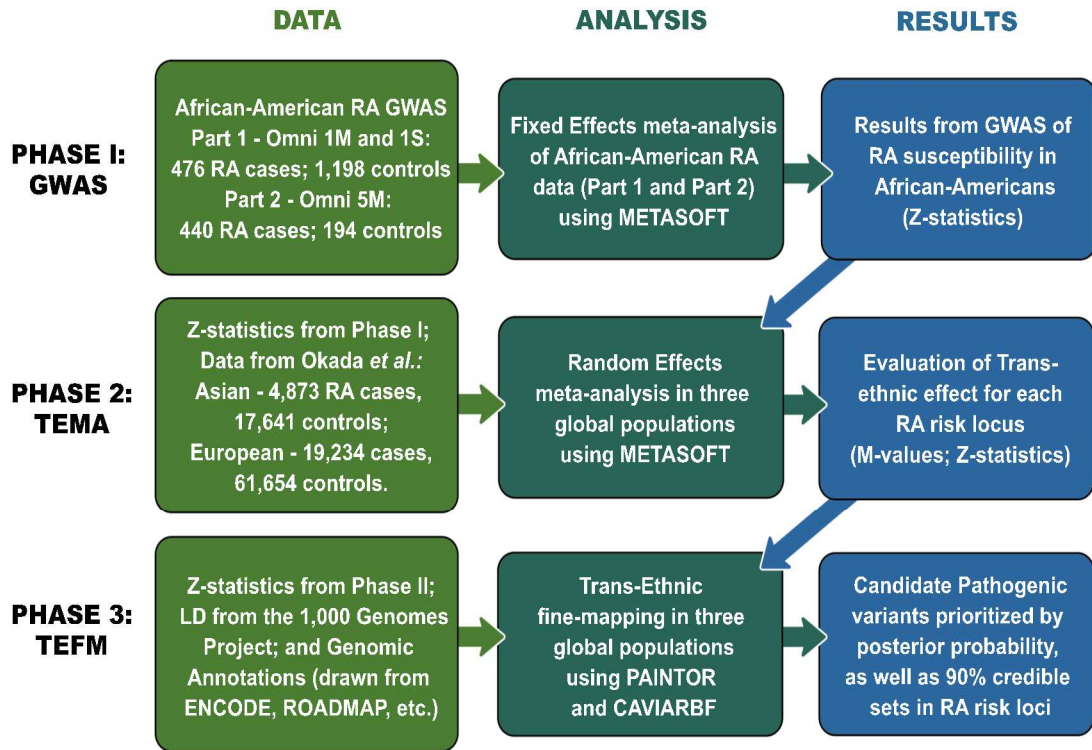 DATA
ANALYSIS
RESULTS
PHASE I:
GWAS
African-American RA GWAS
Part 1 - Omni 1M and 1S:
476 RA cases; 1,198 controls
Part 2 - Omni 5M:
440 RA cases; 194 controls
Fixed Effects meta-analysis
of African-American RA
data (Part 1 and Part 2)
using METASOFT
Results from GWAS of
RA susceptibility in
African-Americans
(Z-statistics)
PHASE 2:
TEMA
Z-statistics from Phase I;
Data from Okada et al.:
Asian - 4,873 RA cases,
17,641 controls;
European - 19,234 cases,
61,654 controls.
Random Effects
meta-analysis in three
global populations
using METASOFT
Evaluation of Trans-
ethnic effect for each
RA risk locus
(M-values; Z-statistics)
PHASE 3:
TEFM
Z-statistics from Phase II;
LD from the 1,000 Genomes
Project; and Genomic
Annotations (drawn from
ENCODE, ROADMAP, etc.)
Trans-Ethnic
fine-mapping in three
global populations
using PAINTOR
and CAVIARBF
Candidate Pathogenic
variants prioritized by
posterior probability,
as well as 90% credible
sets in RA risk loci